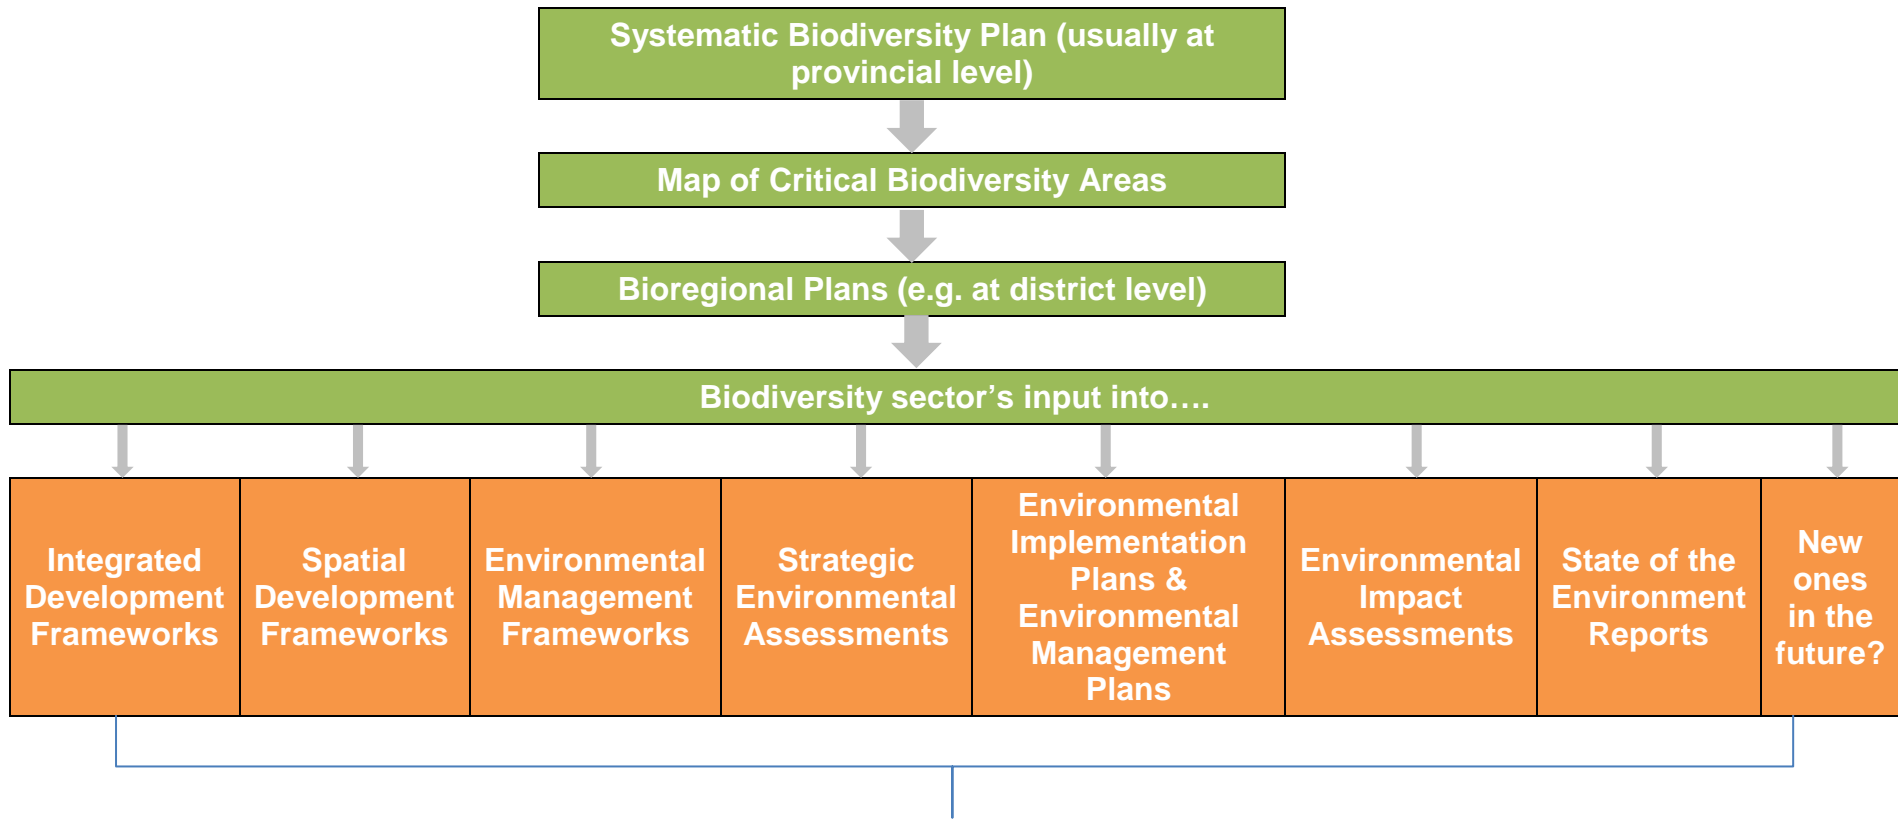 Systematic Biodiversity Plan (usually at
provincial level)
Map of Critical Biodiversity Areas
Bioregional Plans (e.g. at district level)
Biodiversity sector’s input into….
Integrated
Development
Frameworks
Spatial
Development
Frameworks
Environmental
Management
Frameworks
Strategic
Environmental
Assessments
Environmental
Implementation
Plans &
Environmental
Management
Plans
Environmental
Impact
Assessments
State of the
Environment
Reports
New
ones
in the
future?